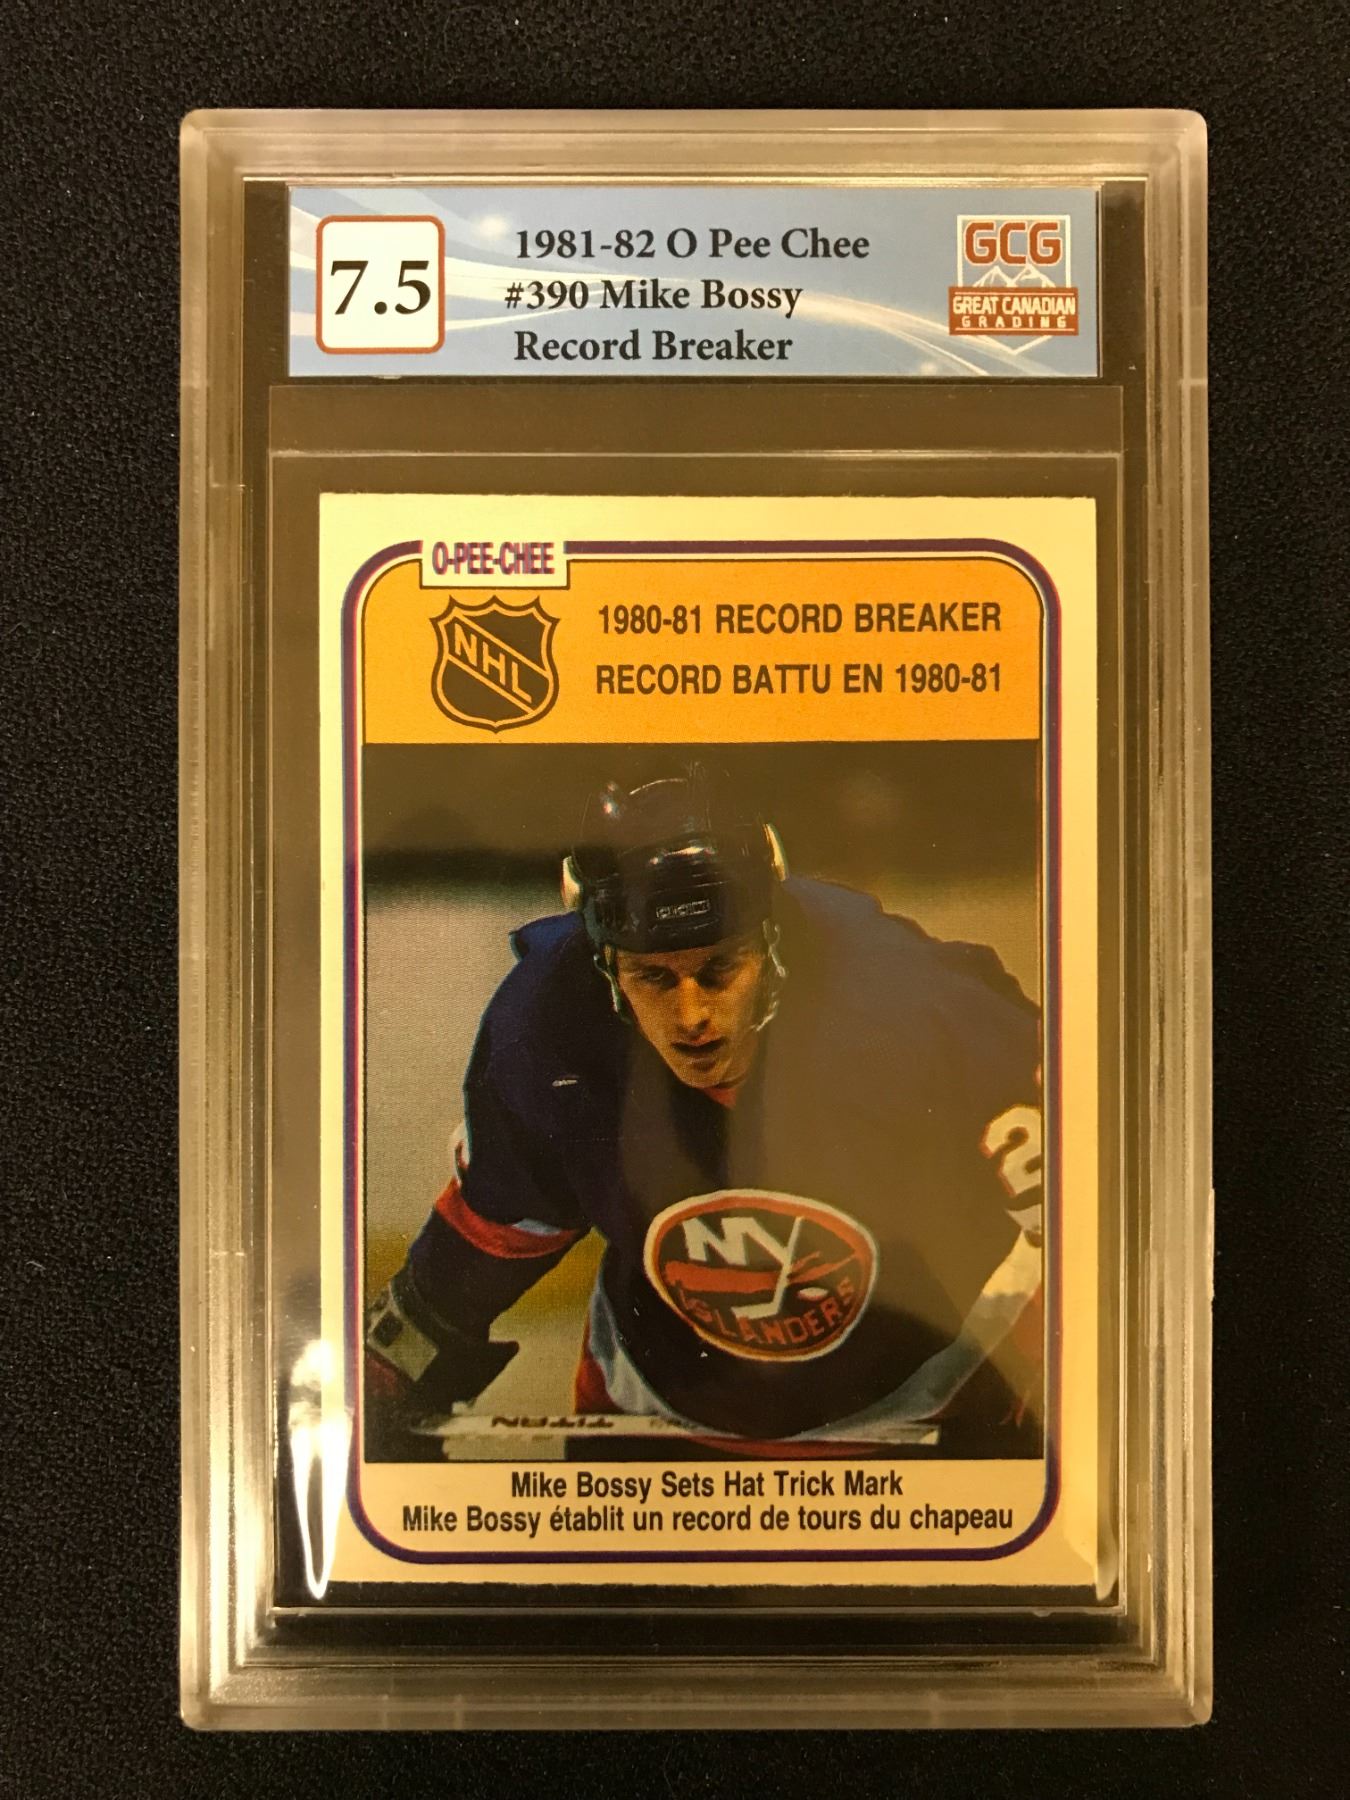 7.5
1981-82 O Pee Chee
#390 Mike Bossy
Record Breaker
GCG
GREAT CANADIAN
GRADING
O-PEE-CHEE
NHL
1980-81 RECORD BREAKER
RECORD BATTU EN 1980-81
2
NY
ISLANDERS
Mike Bossy Sets Hat Trick Mark
Mike Bossy établit un record de tours du chapeau